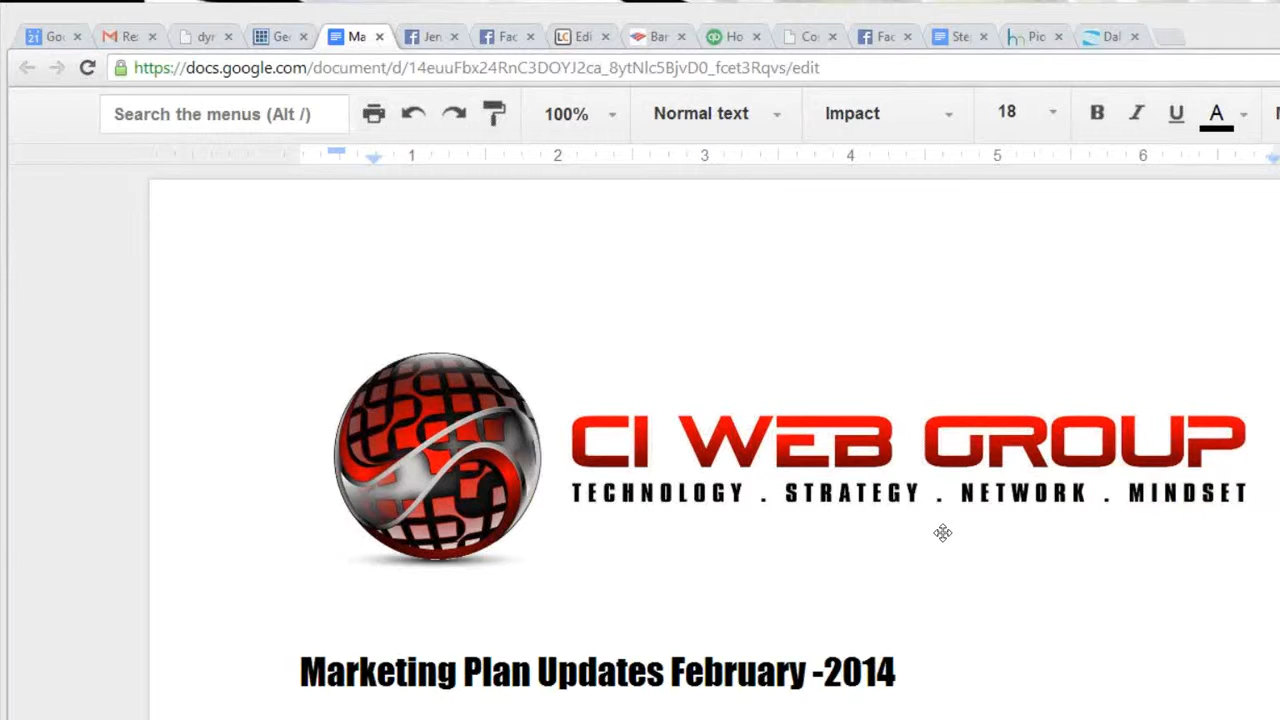 Goo Re: dyr Ge Ma Jen Fac Edi Bar Ho Co Fac Ste Pic Dal
https://docs.google.com/document/d/14euuFbx24RnC3DOYJ2ca_8ytNlc5BjvD0_fcet3Rqvs/edit
Search the menus (Alt /) 100% Normal text Impact 18 B I U A
1 2 3 4 5 6
CI WEB GROUP
TECHNOLOGY . STRATEGY . NETWORK . MINDSET
Marketing Plan Updates February -2014